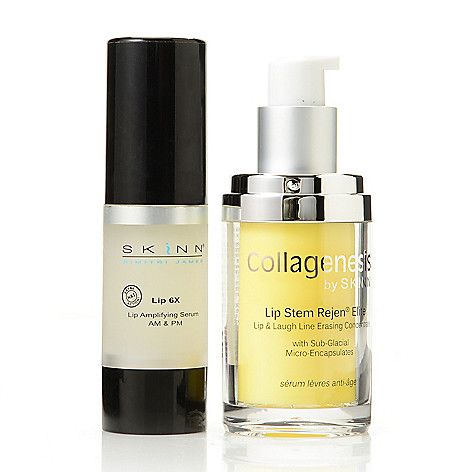 SKINN®
DIMITRI JAMES
Lip 6X
Lip Amplifying Serum
AM & PM
Collagenesis
by SKINN
Lip Stem Rejen® Elite
Lip & Laugh Line Erasing Concentrate
with Sub-Glacial
Micro-Encapsulates
sérum lèvres anti-âge